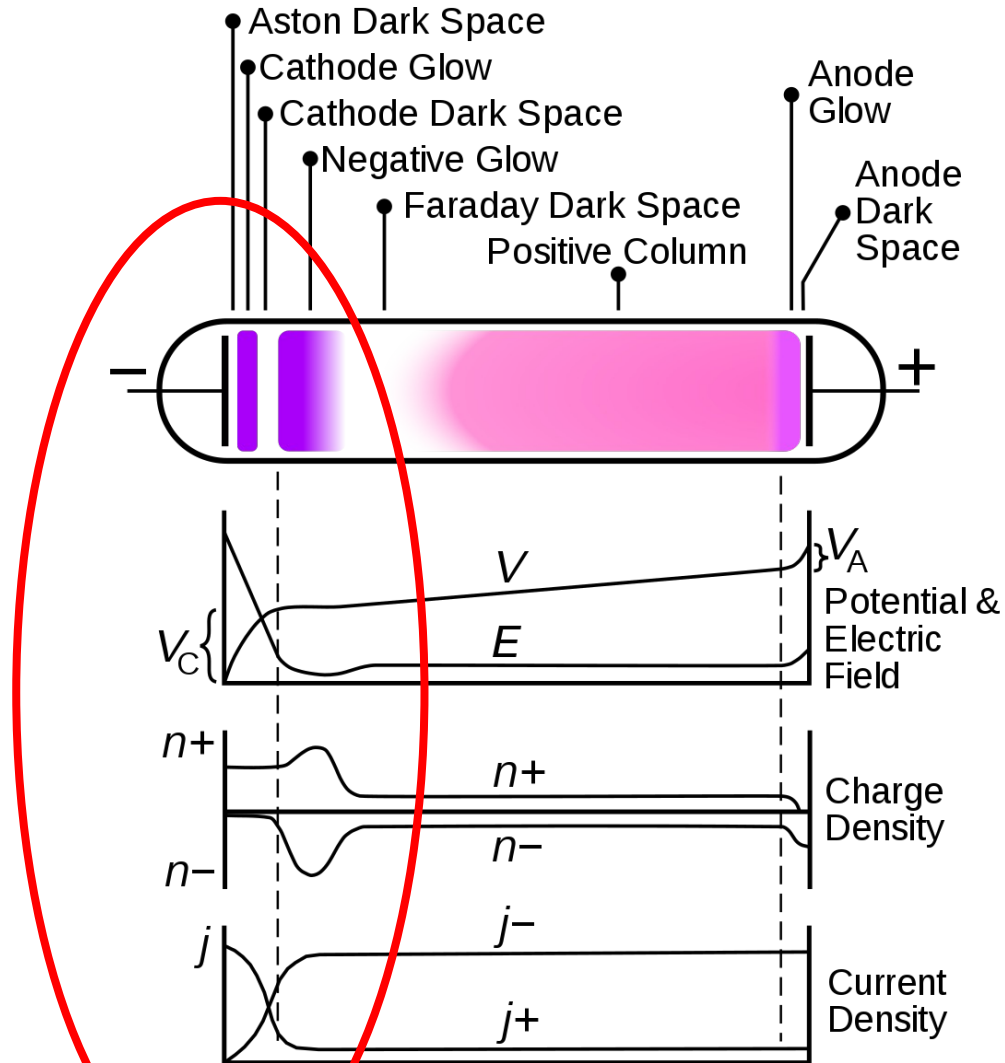 Aston Dark Space
Cathode Glow
Cathode Dark Space
Negative Glow
Faraday Dark Space
Positive Column
Anode
Glow
Anode
Dark
Space
−
+
V
E
VC
VA
Potential &
Electric
Field
n+
n−
n+
n−
Charge
Density
j
j−
j+
Current
Density